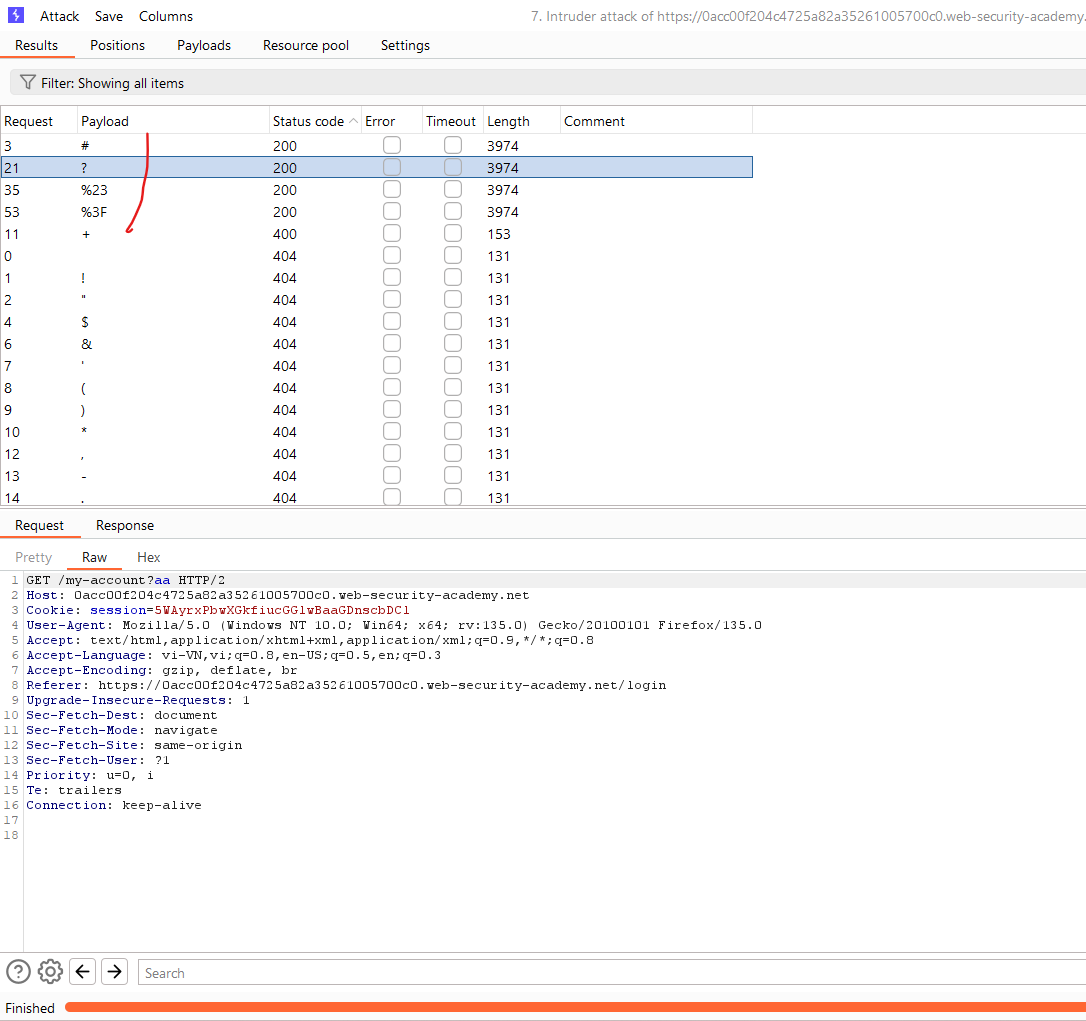 Attack Save Columns 7. Intruder attack of https://0acc00f204c4725a82a35261005700c0.web-security-academy.
Results Positions Payloads Resource pool Settings
Filter: Showing all items
Request Payload Status code Error Timeout Length Comment
3 # 200 3974
21 ? 200 3974
35 %23 200 3974
53 %3F 200 3974
11 + 400 153
0 404 131
1 ! 404 131
2 " 404 131
4 $ 404 131
6 & 404 131
7 ' 404 131
8 ( 404 131
9 ) 404 131
10 * 404 131
12 , 404 131
13 - 404 131
14 . 404 131
Request Response
Pretty Raw Hex
1 GET /my-account?aa HTTP/2
2 Host: 0acc00f204c4725a82a35261005700c0.web-security-academy.net
3 Cookie: session=5WAyrxPbwXGkfiucGGlwBaaGDnscbDCl
4 User-Agent: Mozilla/5.0 (Windows NT 10.0; Win64; x64; rv:135.0) Gecko/20100101 Firefox/135.0
5 Accept: text/html,application/xhtml+xml,application/xml;q=0.9,*/*;q=0.8
6 Accept-Language: vi-VN,vi;q=0.8,en-US;q=0.5,en;q=0.3
7 Accept-Encoding: gzip, deflate, br
8 Referer: https://0acc00f204c4725a82a35261005700c0.web-security-academy.net/login
9 Upgrade-Insecure-Requests: 1
10 Sec-Fetch-Dest: document
11 Sec-Fetch-Mode: navigate
12 Sec-Fetch-Site: same-origin
13 Sec-Fetch-User: ?1
14 Priority: u=0, i
15 Te: trailers
16 Connection: keep-alive
17
18
Search
Finished